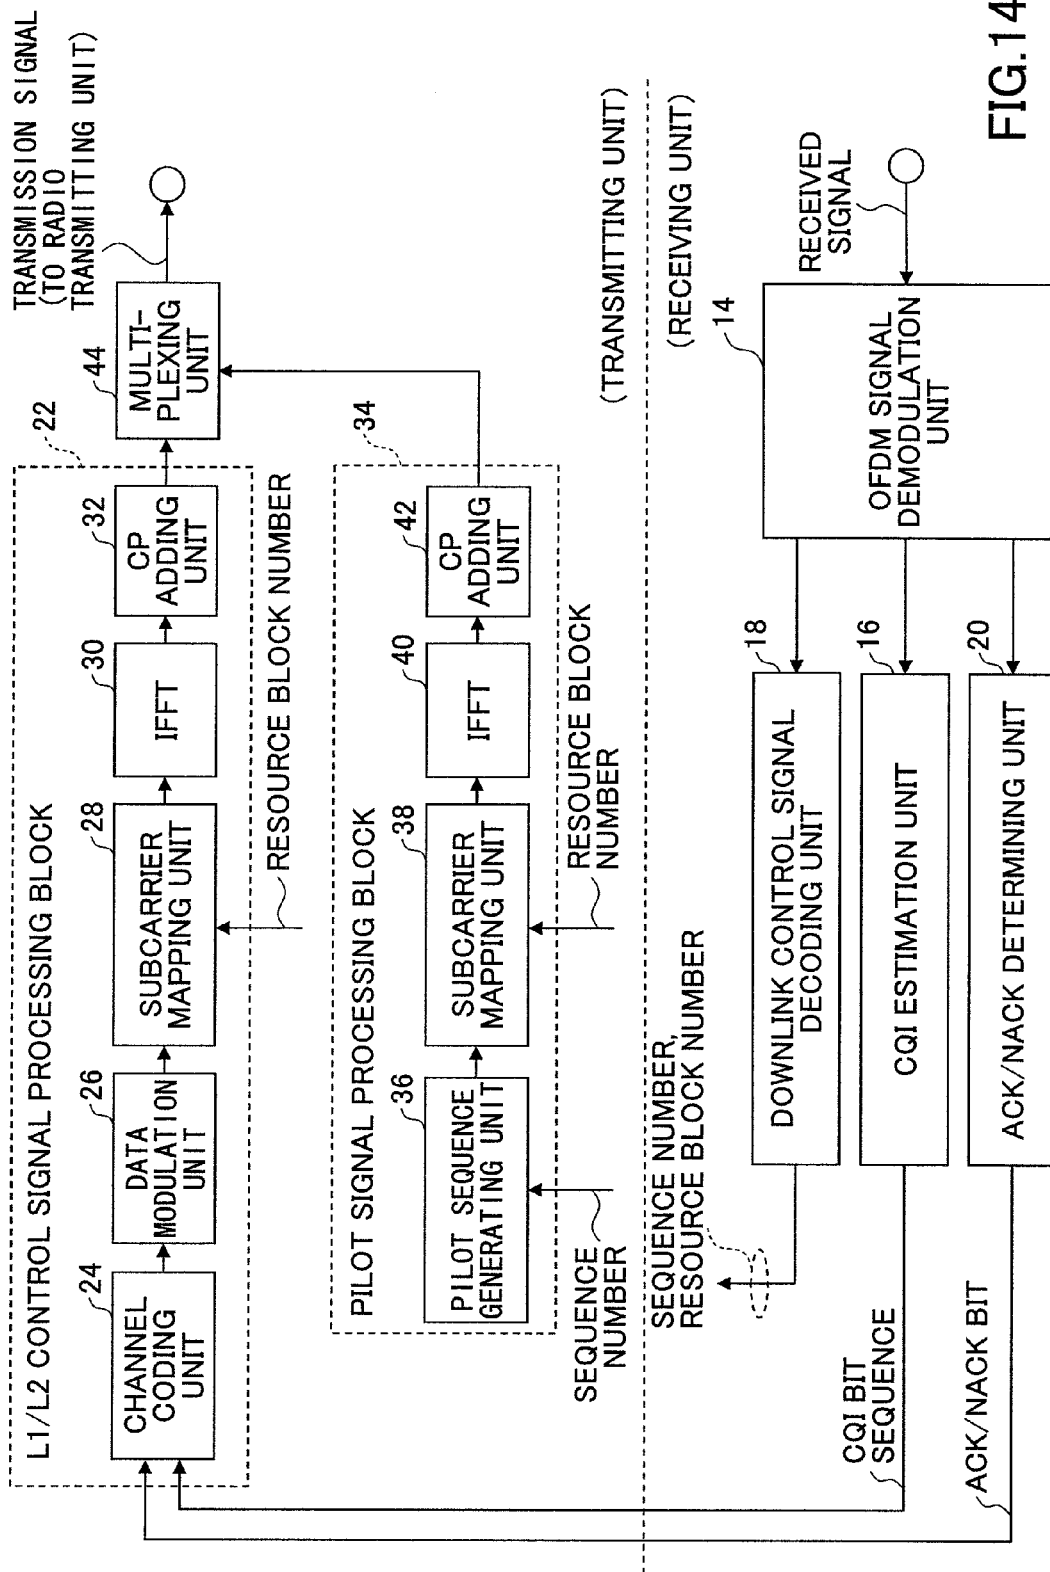 TRANSMISSION SIGNAL
(TO RADIO
TRANSMITTING UNIT)
L1/L2 CONTROL SIGNAL PROCESSING BLOCK
22
24
CHANNEL
CODING
UNIT
26
DATA
MODULATION
UNIT
28
SUBCARRIER
MAPPING UNIT
30
IFFT
32
CP
ADDING
UNIT
44
MULTI-
PLEXING
UNIT
RESOURCE BLOCK NUMBER
PILOT SIGNAL PROCESSING BLOCK
34
36
PILOT SEQUENCE
GENERATING UNIT
38
SUBCARRIER
MAPPING UNIT
40
IFFT
42
CP
ADDING
UNIT
SEQUENCE
NUMBER
RESOURCE BLOCK
NUMBER
(TRANSMITTING UNIT)
(RECEIVING UNIT)
SEQUENCE NUMBER,
RESOURCE BLOCK NUMBER
18
DOWNLINK CONTROL SIGNAL
DECODING UNIT
14
OFDM SIGNAL
DEMODULATION
UNIT
RECEIVED
SIGNAL
CQI BIT
SEQUENCE
16
CQI ESTIMATION UNIT
ACK/NACK BIT
20
ACK/NACK DETERMINING UNIT
FIG.14